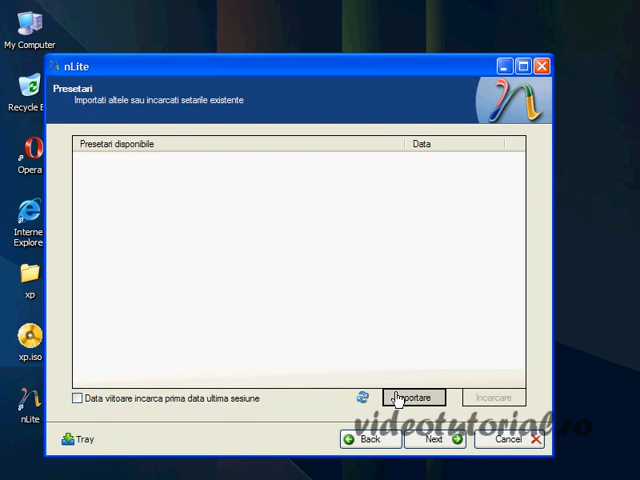 My Computer
nLite
Presetari
Importati altele sau incarcati setarile existente
Recycle
Presetari disponibile
Data
Opera
Interne
Explore
xp
xp.iso
nLite
Data viitoare incarca prima data ultima sesiune
Incarcare
videotutorial.ro
Tray
Back
Next
Cancel